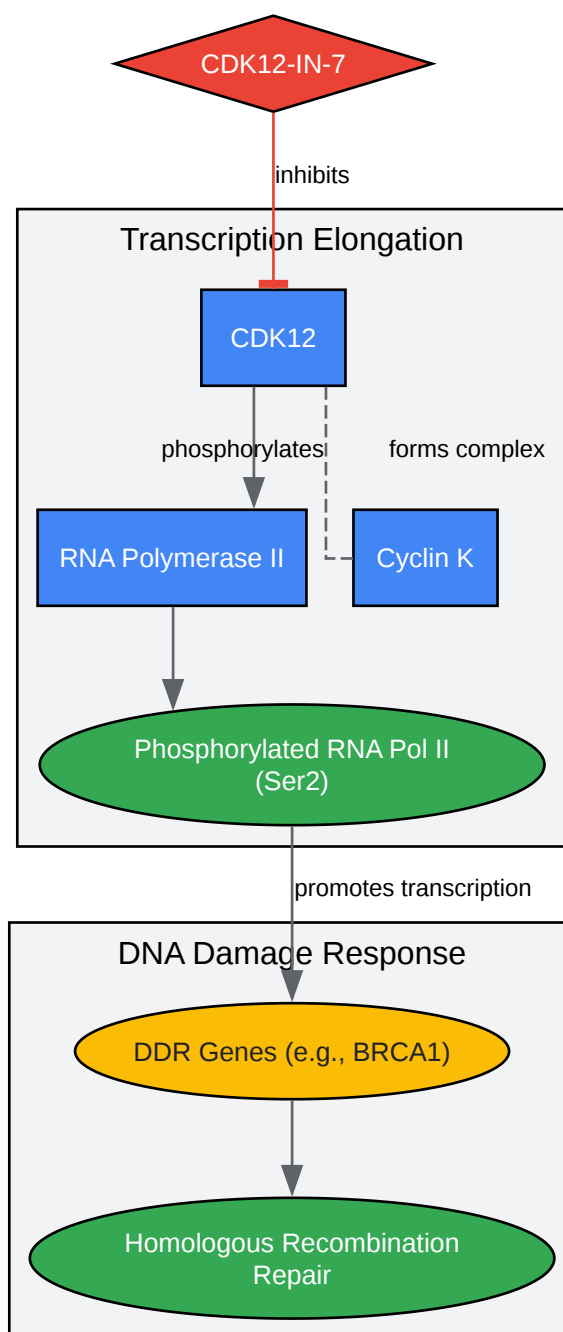 CDK12-IN-7
inhibits
Transcription Elongation
CDK12
phosphorylates
forms complex
RNA Polymerase II
Cyclin K
Phosphorylated RNA Pol II
(Ser2)
promotes transcription
DNA Damage Response
DDR Genes (e.g., BRCA1)
Homologous Recombination
Repair